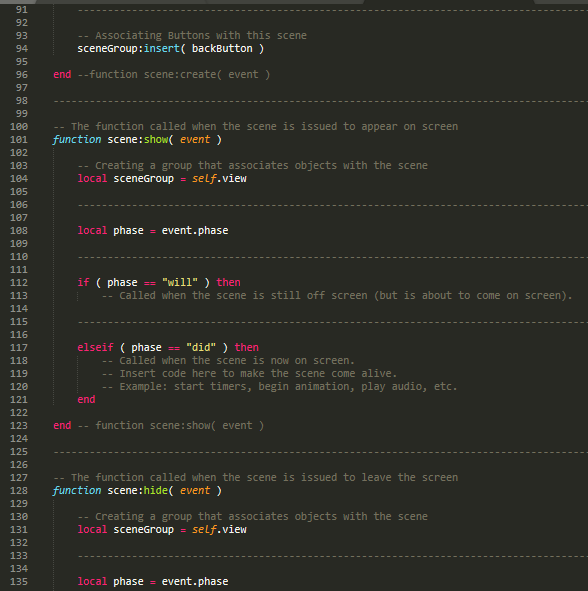 91 --------------------------------------------------------------------------------------
92
93 -- Associating Buttons with this scene
94 sceneGroup:insert( backButton )
95
96 end --function scene:create( event )
97
98 -----------------------------------------------------------------------------------------
99
100 -- The function called when the scene is issued to appear on screen
101 function scene:show( event )
102
103 -- Creating a group that associates objects with the scene
104 local sceneGroup = self.view
105
106 --------------------------------------------------------------------------------------
107
108 local phase = event.phase
109
110 --------------------------------------------------------------------------------------
111
112 if ( phase == "will" ) then
113 -- Called when the scene is still off screen (but is about to come on screen).
114
115 --------------------------------------------------------------------------------------
116
117 elseif ( phase == "did" ) then
118 -- Called when the scene is now on screen.
119 -- Insert code here to make the scene come alive.
120 -- Example: start timers, begin animation, play audio, etc.
121 end
122
123 end -- function scene:show( event )
124
125 -----------------------------------------------------------------------------------------
126
127 -- The function called when the scene is issued to leave the screen
128 function scene:hide( event )
129
130 -- Creating a group that associates objects with the scene
131 local sceneGroup = self.view
132
133 --------------------------------------------------------------------------------------
134
135 local phase = event.phase